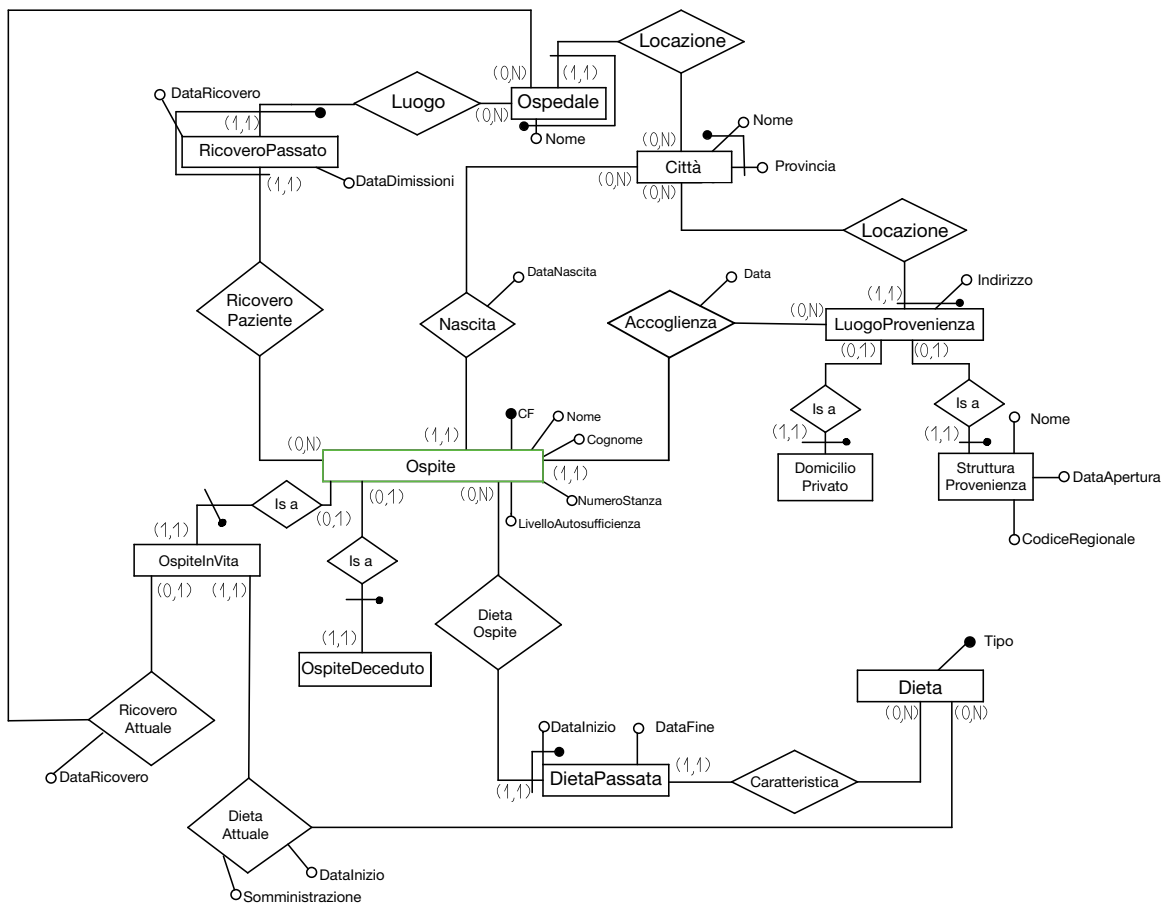 Locazione
(0,N)
(1,1)
DataRicovero
Luogo
Ospedale
(0,N)
(1,1)
Nome
Nome
RicoveroPassato
(0,N)
Città
Provincia
(1,1)
DataDimissioni
(0,N)
(0,N)
Locazione
DataNascita
Data
Indirizzo
(1,1)
Ricovero
Paziente
Nascita
Accoglienza
(0,N)
LuogoProvenienza
(0,1)
(0,1)
Is a
Is a
CF
Nome
Nome
(1,1)
(1,1)
(0,N)
(1,1)
Cognome
Ospite
(1,1)
Domicilio
Privato
Struttura
Provenienza
DataApertura
(0,1)
(0,N)
NumeroStanza
Is a
(0,1)
LivelloAutosufficienza
(1,1)
CodiceRegionale
OspiteInVita
Is a
(0,1)
(1,1)
Dieta
Ospite
(1,1)
OspiteDeceduto
Tipo
Dieta
(0,N)
(0,N)
Ricovero
Attuale
DataInizio
DataFine
DataRicovero
(1,1)
DietaPassata
(1,1)
Caratteristica
Dieta
Attuale
DataInizio
Somministrazione